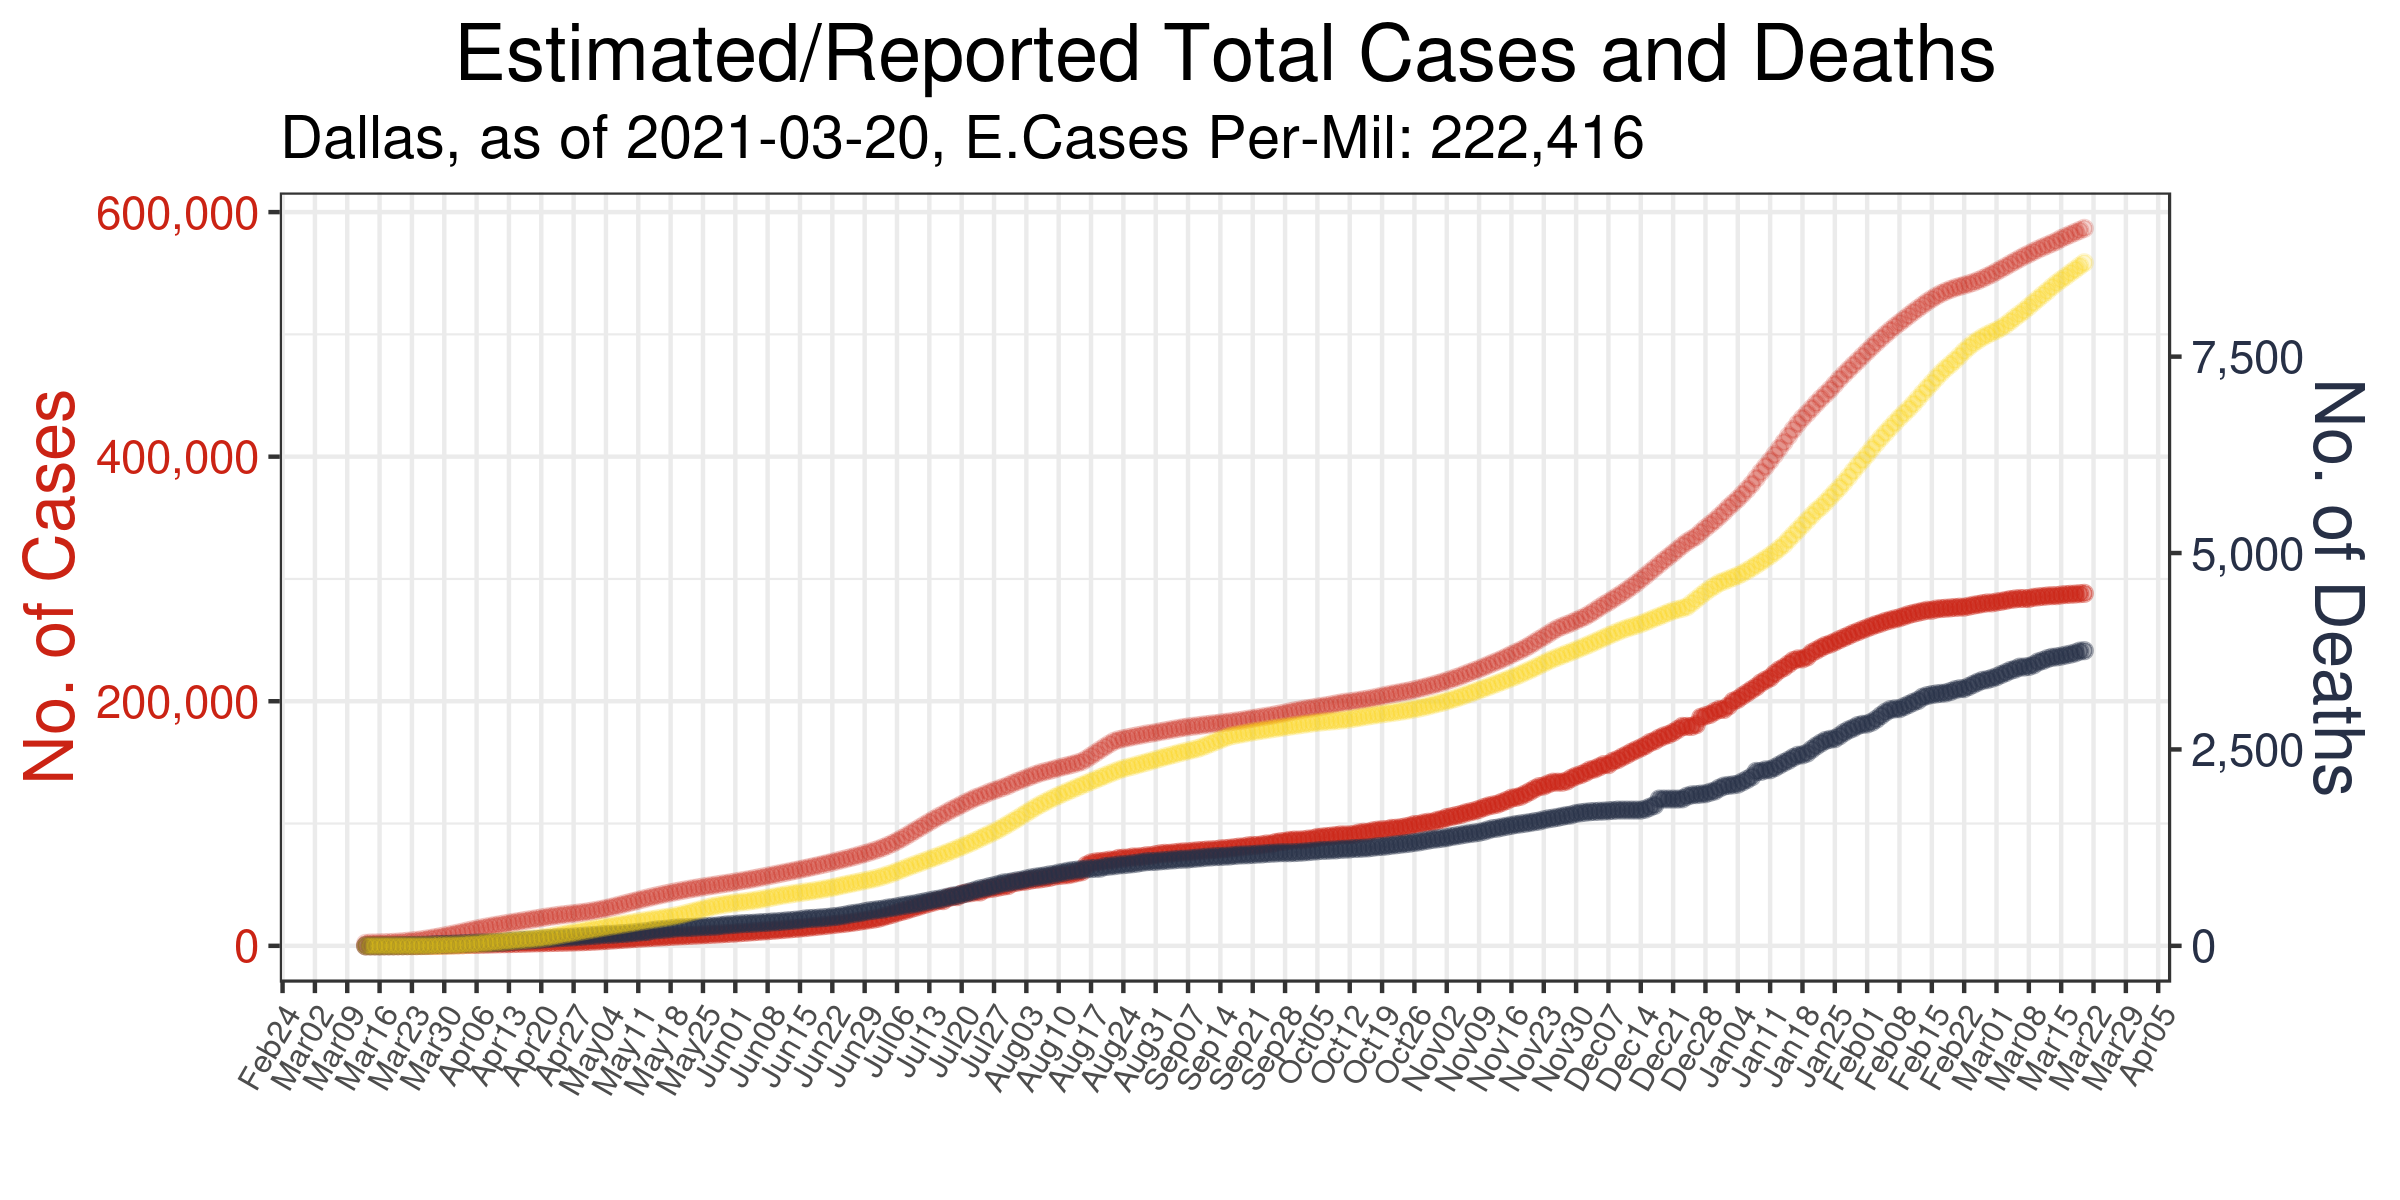 Estimated/Reported Total Cases and Deaths
Dallas, as of 2021-03-20, E.Cases Per-Mil: 222,416
No. of Cases
600,000
400,000
200,000
0
7,500
5,000
2,500
0
No. of Deaths
Feb24
Mar02
Mar09
Mar16
Mar23
Mar30
Apr06
Apr13
Apr20
Apr27
May04
May11
May18
May25
Jun01
Jun08
Jun15
Jun22
Jun29
Jul06
Jul13
Jul20
Jul27
Aug03
Aug10
Aug17
Aug24
Aug31
Sep07
Sep14
Sep21
Sep28
Oct05
Oct12
Oct19
Oct26
Nov02
Nov09
Nov16
Nov23
Nov30
Dec07
Dec14
Dec21
Dec28
Jan04
Jan11
Jan18
Jan25
Feb01
Feb08
Feb15
Feb22
Mar01
Mar08
Mar15
Mar22
Mar29
Apr05